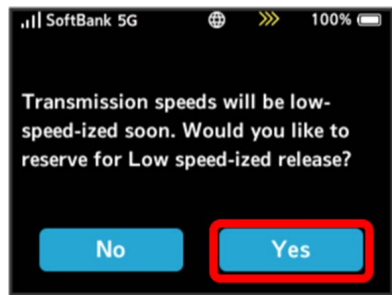 SoftBank 5G 100%
Transmission speeds will be low-
speed-ized soon. Would you like to
reserve for Low speed-ized release?
No Yes